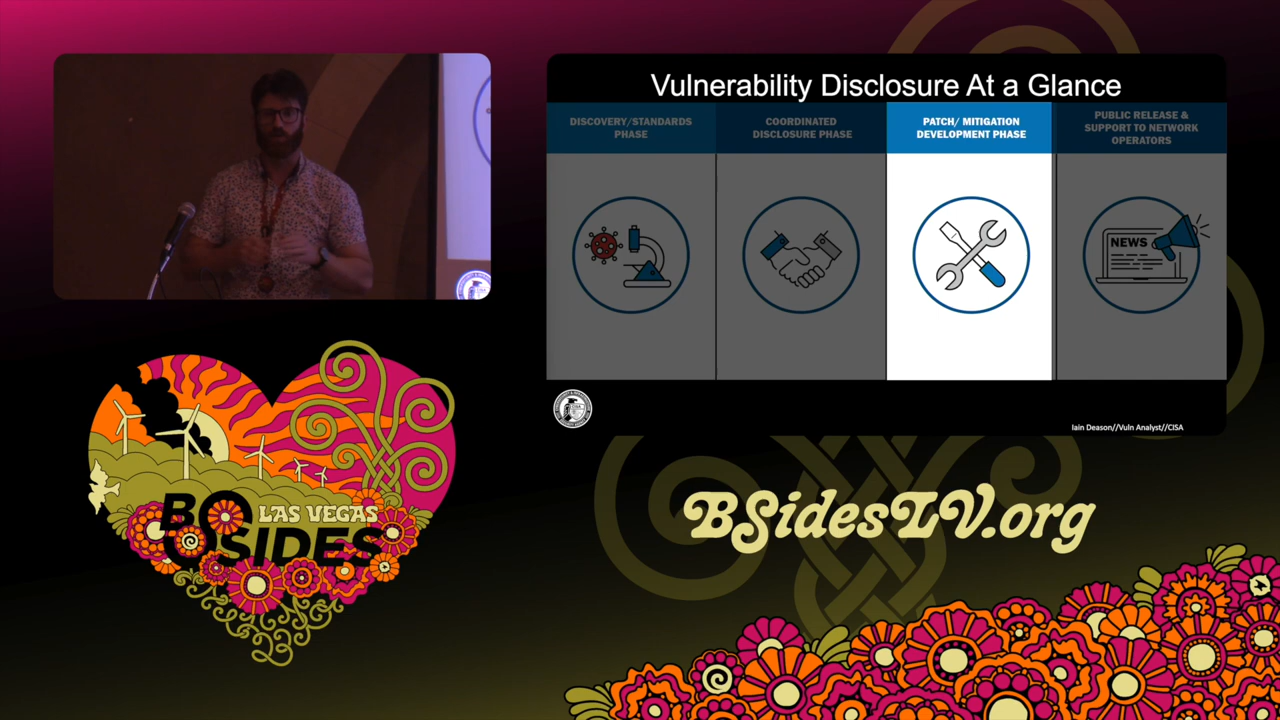 Vulnerability Disclosure At a Glance
DISCOVERY/STANDARDS
PHASE
COORDINATED
DISCLOSURE PHASE
PATCH/ MITIGATION
DEVELOPMENT PHASE
PUBLIC RELEASE &
SUPPORT TO NETWORK
OPERATORS
NEWS
Iain Deason//Vuln Analyst//CISA
BSIDES
LAS VEGAS
BSidesLV.org